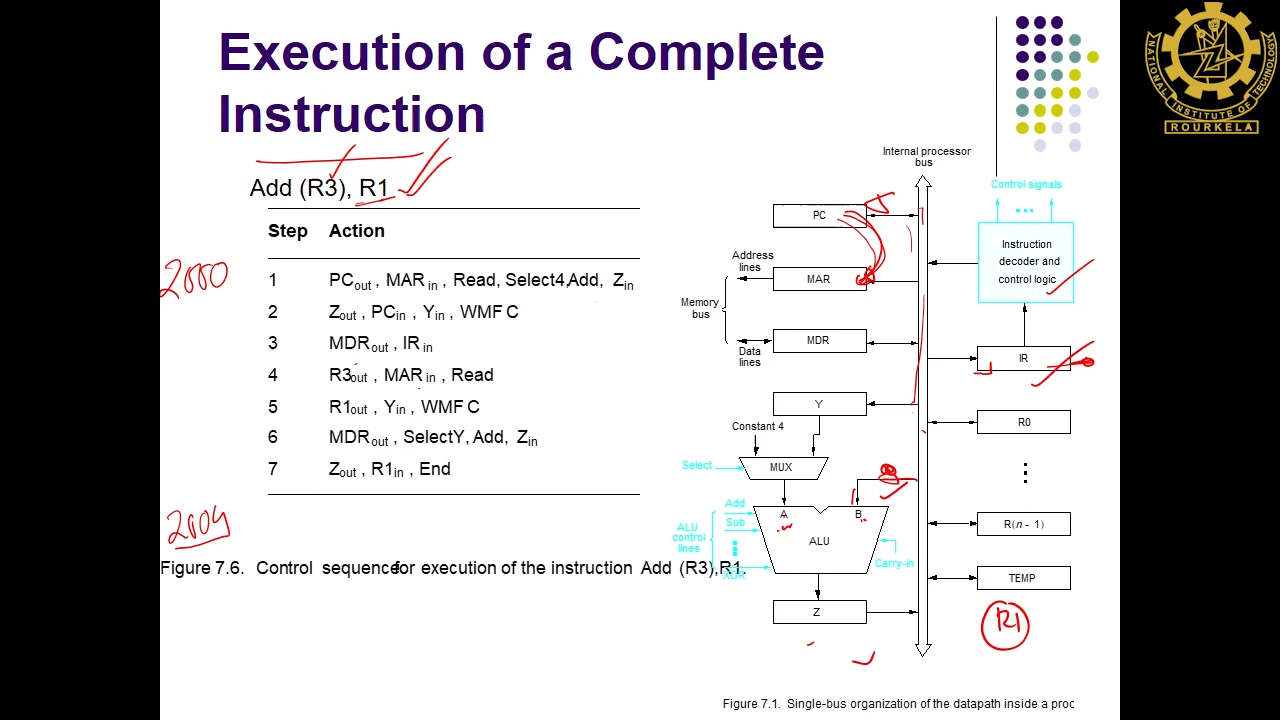 Execution of a Complete
Instruction
Add (R3), R1
Step Action
1 PCout , MAR in , Read, Select4,Add, Zin
2 Zout , PCin , Yin , WMF C
3 MDRout , IR in
4 R3out , MAR in , Read
5 R1out , Yin , WMF C
6 MDRout , SelectY, Add, Zin
7 Zout , R1in , End
2000
2004
Figure 7.6. Control sequence for execution of the instruction Add (R3),R1.
Internal processor
bus
Control signals
...
PC
Instruction
decoder and
control logic
Address
lines
MAR
Memory
bus
MDR
Data
lines
IR
Y
Constant 4
R0
Select
MUX
Add
A
B
Sub
R(n - 1)
ALU
control
lines
ALU
Carry-in
XOR
TEMP
Z
R1
Figure 7.1. Single-bus organization of the datapath inside a proc
NATIONAL INSTITUTE OF TECHNOLOGY
ROURKELA